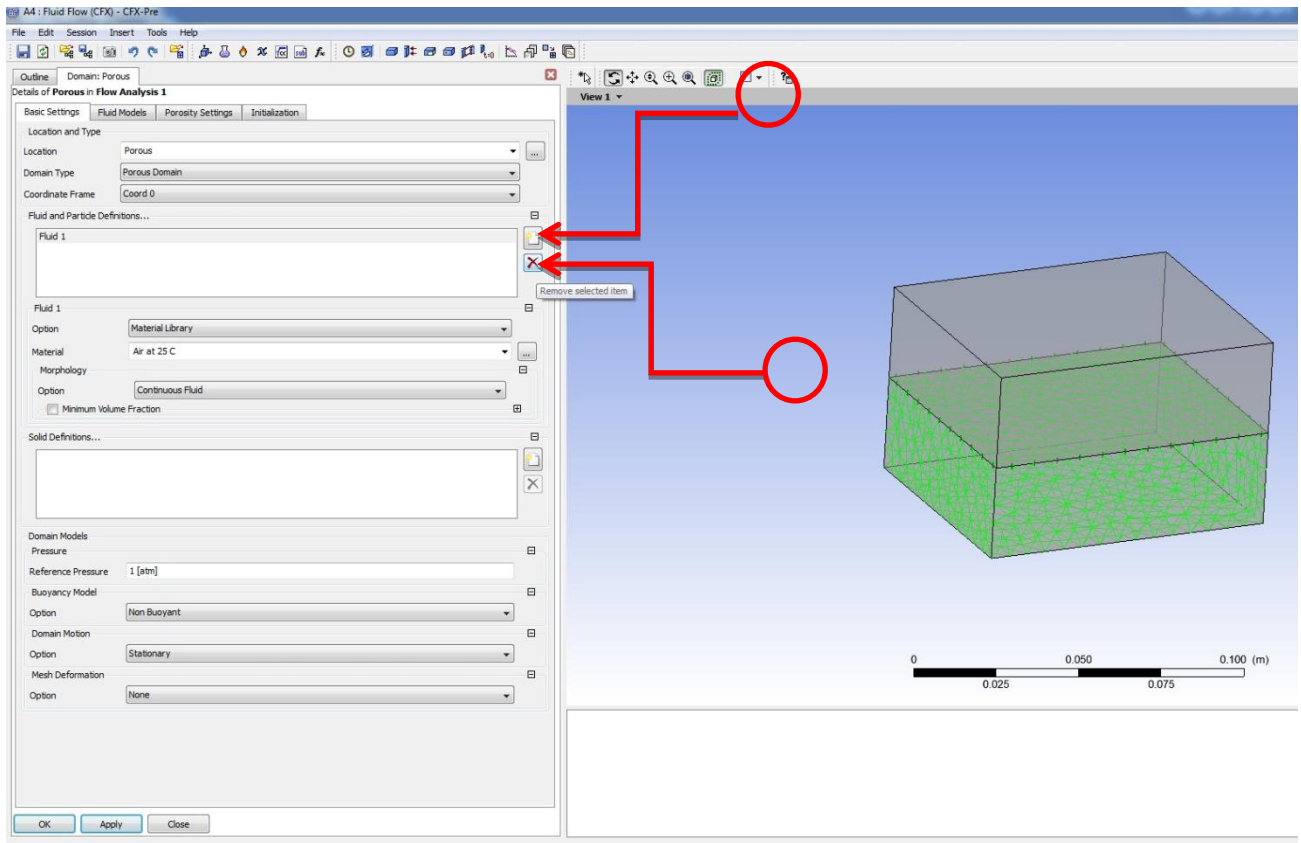 A4 : Fluid Flow (CFX) - CFX-Pre
File Edit Session Insert Tools Help
Outline Domain: Porous
Details of Porous in Flow Analysis 1
Basic Settings Fluid Models Porosity Settings Initialization
Location and Type
Location Porous ...
Domain Type Porous Domain
Coordinate Frame Coord 0
Fluid and Particle Definitions...
Fluid 1
Remove selected item
Fluid 1
Option Material Library
Material Air at 25 C ...
Morphology
Option Continuous Fluid
Minimum Volume Fraction
Solid Definitions...
Domain Models
Pressure
Reference Pressure 1 [atm]
Buoyancy Model
Option Non Buoyant
Domain Motion
Option Stationary
Mesh Deformation
Option None
OK Apply Close
View 1
0 0.050 0.100 (m)
0.025 0.075